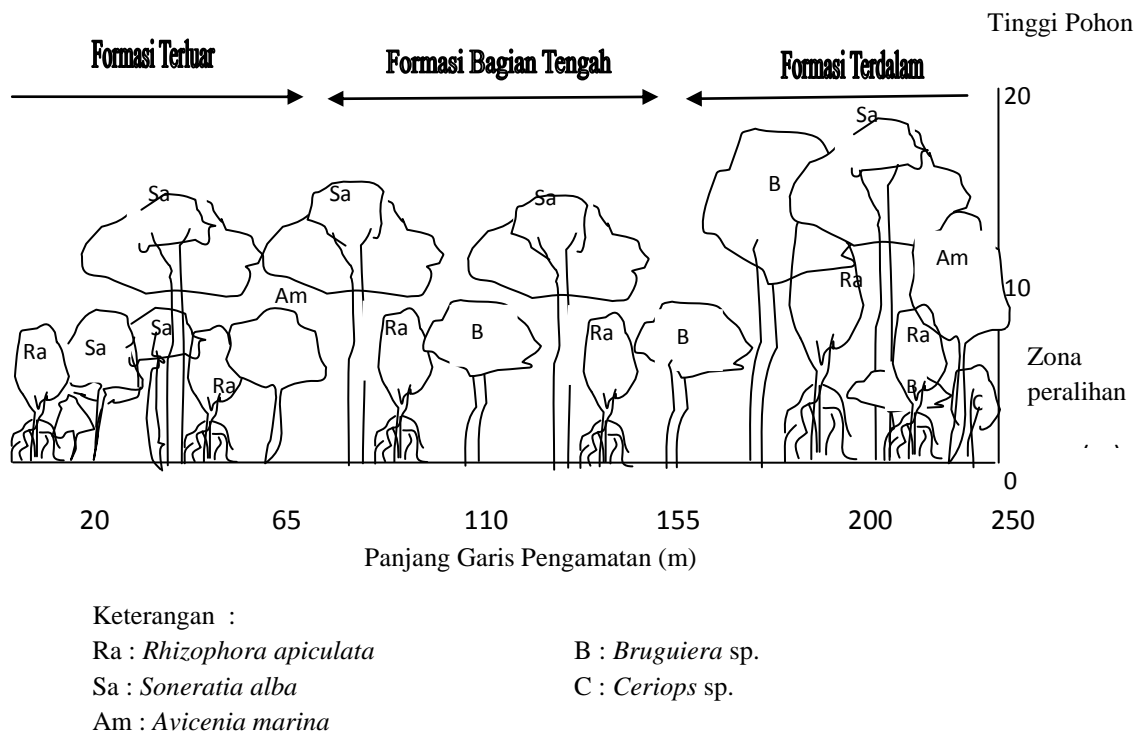 Tinggi Pohon
Formasi Terluar
Formasi Bagian Tengah
Formasi Terdalam
20
Sa
Sa
Sa
Sa
B
Am
Ra
10
Am
Sa
Ra
Sa
Ra
B
Ra
B
Ra
Ra
B
C
Zona
peralihan
0
20 65 110 155 200 250
Panjang Garis Pengamatan (m)
Keterangan :
Ra : Rhizophora apiculata
B : Bruguiera sp.
Sa : Soneratia alba
C : Ceriops sp.
Am : Avicenia marina